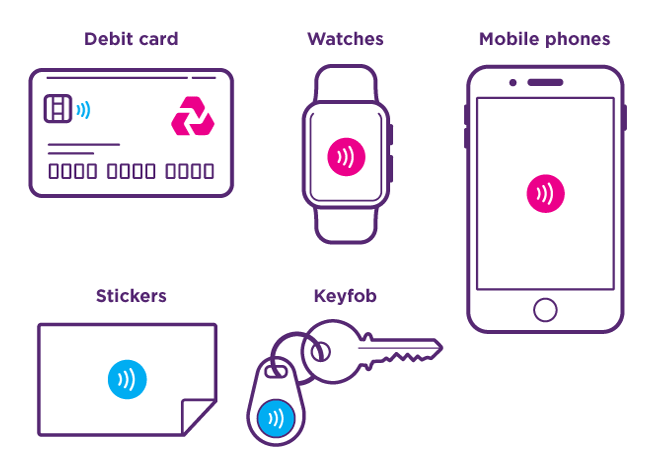 Debit card
Watches
Mobile phones
Stickers
Keyfob